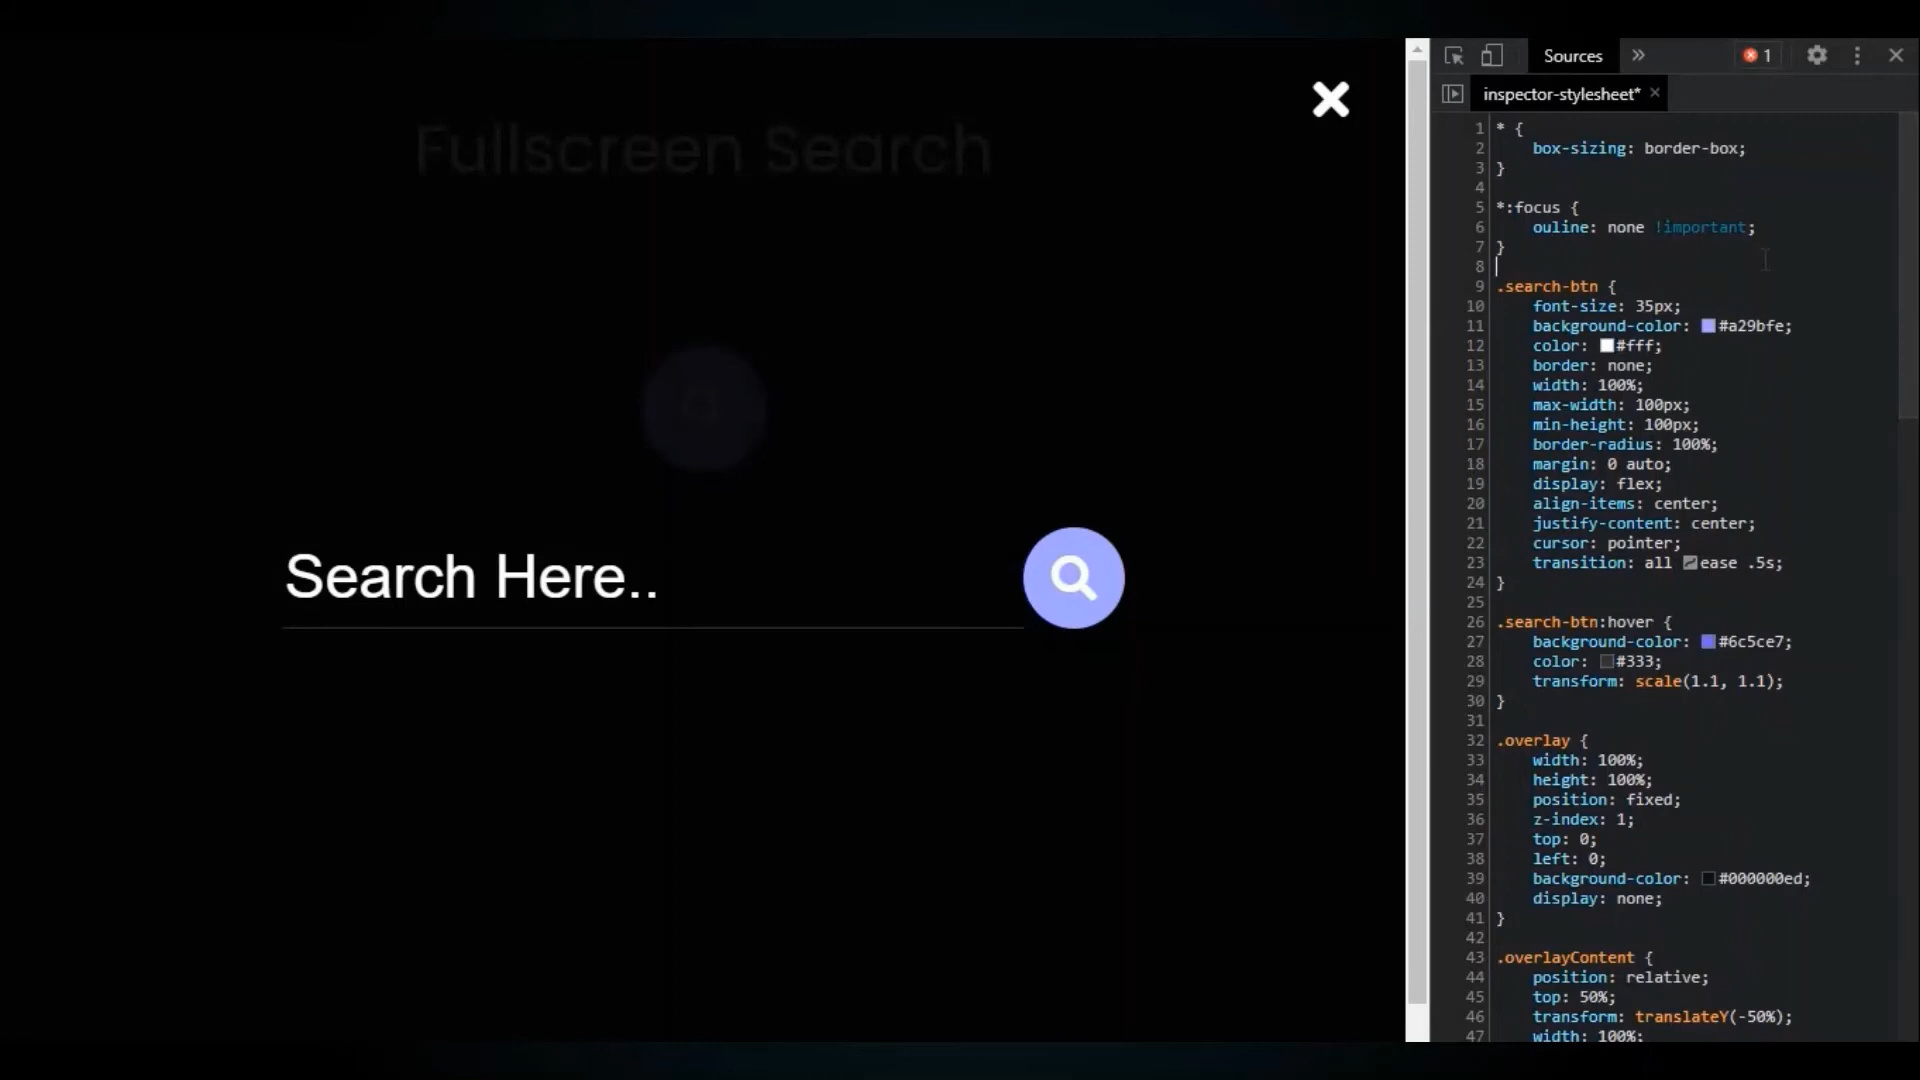 Fullscreen Search
Search Here..
Sources
1
inspector-stylesheet*
1 * {
2 box-sizing: border-box;
3 }
4
5 *:focus {
6 ouline: none !important;
7 }
8
9 .search-btn {
10 font-size: 35px;
11 background-color: #a29bfe;
12 color: #fff;
13 border: none;
14 width: 100%;
15 max-width: 100px;
16 min-height: 100px;
17 border-radius: 100%;
18 margin: 0 auto;
19 display: flex;
20 align-items: center;
21 justify-content: center;
22 cursor: pointer;
23 transition: all ease .5s;
24 }
25
26 .search-btn:hover {
27 background-color: #6c5ce7;
28 color: #333;
29 transform: scale(1.1, 1.1);
30 }
31
32 .overlay {
33 width: 100%;
34 height: 100%;
35 position: fixed;
36 z-index: 1;
37 top: 0;
38 left: 0;
39 background-color: #000000ed;
40 display: none;
41 }
42
43 .overlayContent {
44 position: relative;
45 top: 50%;
46 transform: translateY(-50%);
47 width: 100%;